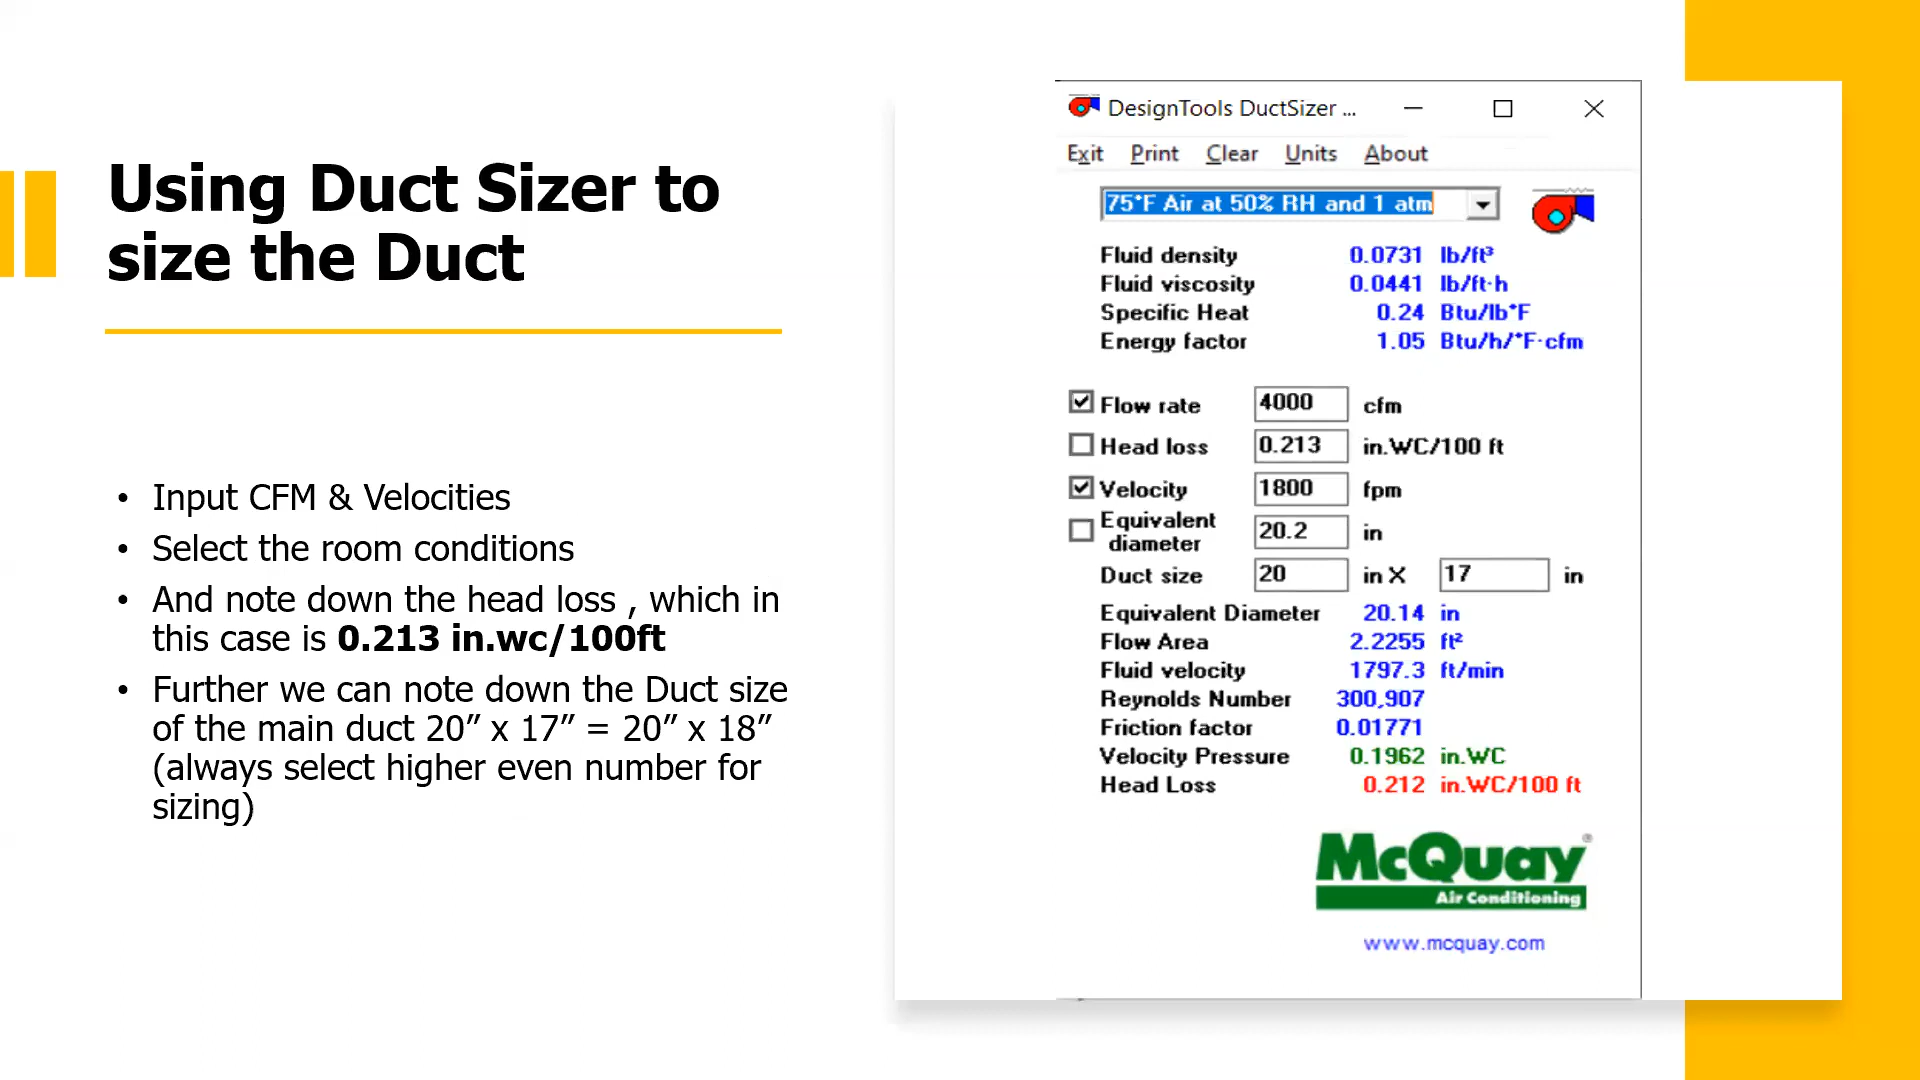 Using Duct Sizer to
size the Duct
• Input CFM & Velocities
• Select the room conditions
• And note down the head loss , which in
this case is 0.213 in.wc/100ft
• Further we can note down the Duct size
of the main duct 20” x 17” = 20” x 18”
(always select higher even number for
sizing)
DesignTools DuctSizer ...
Exit Print Clear Units About
75°F Air at 50% RH and 1 atm
Fluid density 0.0731 lb/ft³
Fluid viscosity 0.0441 lb/ft·h
Specific Heat 0.24 Btu/lb°F
Energy factor 1.05 Btu/h/°F·cfm
Flow rate 4000 cfm
Head loss 0.213 in.WC/100 ft
Velocity 1800 fpm
Equivalent
diameter 20.2 in
Duct size 20 in X 17 in
Equivalent Diameter 20.14 in
Flow Area 2.2255 ft²
Fluid velocity 1797.3 ft/min
Reynolds Number 300,907
Friction factor 0.01771
Velocity Pressure 0.1962 in.WC
Head Loss 0.212 in.WC/100 ft
McQuay®
Air Conditioning
www.mcquay.com